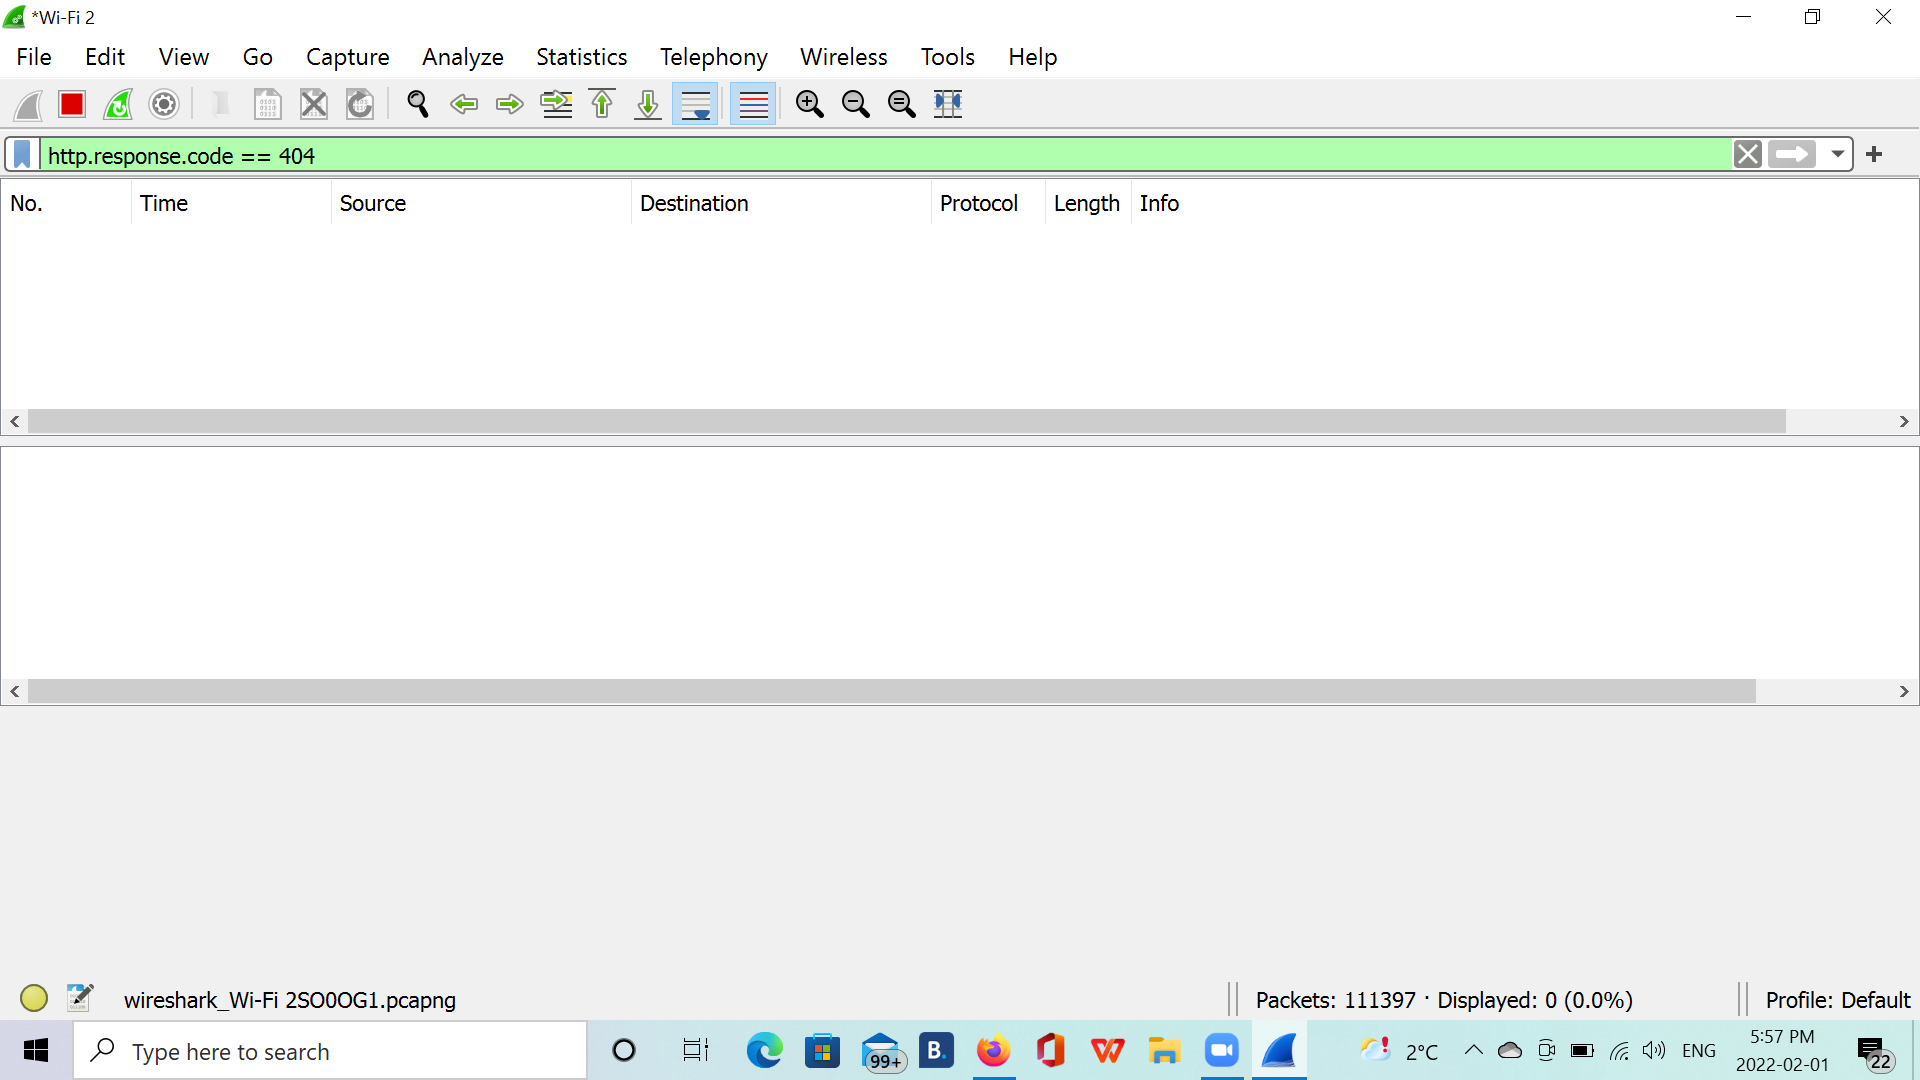 *Wi-Fi 2
File Edit View Go Capture Analyze Statistics Telephony Wireless Tools Help
http.response.code == 404
No. Time Source Destination Protocol Length Info
wireshark_Wi-Fi 2SO0OG1.pcapng Packets: 111397 · Displayed: 0 (0.0%) Profile: Default
Type here to search 99+ B. 2°C ENG 5:57 PM
2022-02-01 22